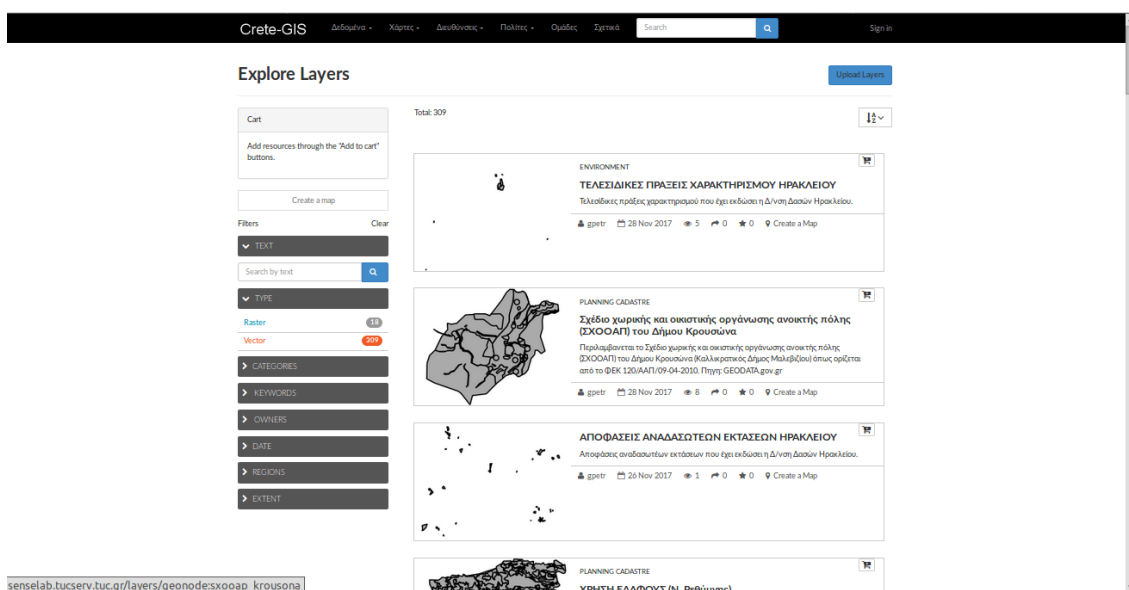 Crete-GIS Δεδομένα Χάρτες Διευθύνσεις Πολίτες Ομάδες Σχετικά Search Sign in
Explore Layers
Upload Layers
Cart
Add resources through the "Add to cart"
buttons.
Create a map
Filters Clear
TEXT
Search by text
TYPE
Raster 18
Vector 309
CATEGORIES
KEYWORDS
OWNERS
DATE
REGIONS
EXTENT
Total: 309
ENVIRONMENT
ΤΕΛΕΣΙΔΙΚΕΣ ΠΡΑΞΕΙΣ ΧΑΡΑΚΤΗΡΙΣΜΟΥ ΗΡΑΚΛΕΙΟΥ
Τελεσίδικες πράξεις χαρακτηρισμού που έχει εκδώσει η Δ/νση Δασών Ηρακλείου.
gpetr 28 Nov 2017 5 0 0 Create a Map
PLANNING CADASTRE
Σχέδιο χωρικής και οικιστικής οργάνωσης ανοικτής πόλης
(ΣΧΟΟΑΠ) του Δήμου Κρουσώνα
Περιλαμβανεται το Σχέδιο χωρικής και οικιστικής οργάνωσης ανοικτής πόλης
(ΣΧΟΟΑΠ) του Δήμου Κρουσώνα (Καλλικρατικός Δήμος Μαλεβιζίου) όπως ορίζεται
από το ΦΕΚ 120/ΑΑΠ/09-04-2010. Πηγη: GEODATA.gov.gr
gpetr 28 Nov 2017 8 0 0 Create a Map
ΑΠΟΦΑΣΕΙΣ ΑΝΑΔΑΣΩΤΕΩΝ ΕΚΤΑΣΕΩΝ ΗΡΑΚΛΕΙΟΥ
Αποφάσεις αναδασωτέων εκτάσεων που έχει εκδώσει η Δ/νση Δασών Ηρακλείου.
gpetr 26 Nov 2017 1 0 0 Create a Map
PLANNING CADASTRE
ΧΡΗΣΗ ΕΔΑΦΟΥΣ (Ν. Ρεθύμνης)
senselab.tucserv.tuc.gr/layers/geonode:sxooap_krousona